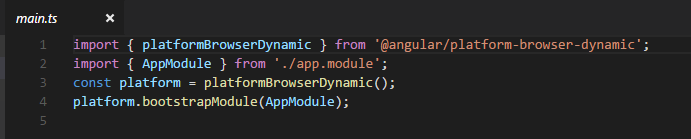 main.ts ×
1 import { platformBrowserDynamic } from '@angular/platform-browser-dynamic';
2 import { AppModule } from './app.module';
3 const platform = platformBrowserDynamic();
4 platform.bootstrapModule(AppModule);
5